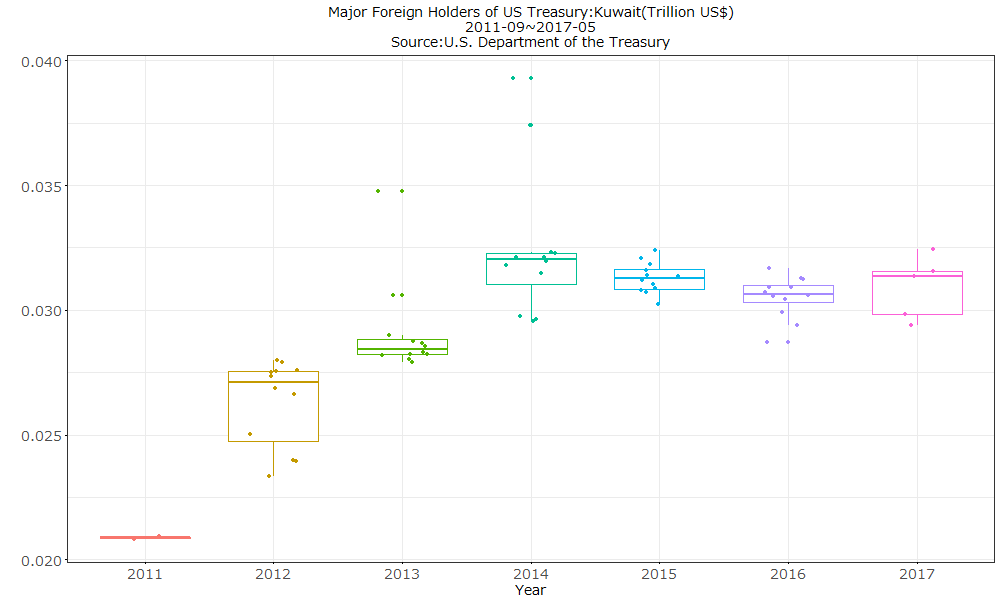 Major Foreign Holders of US Treasury:Kuwait(Trillion US$)
2011-09~2017-05
Source:U.S. Department of the Treasury
0.040
0.035
0.030
0.025
0.020
2011 2012 2013 2014 2015 2016 2017
Year